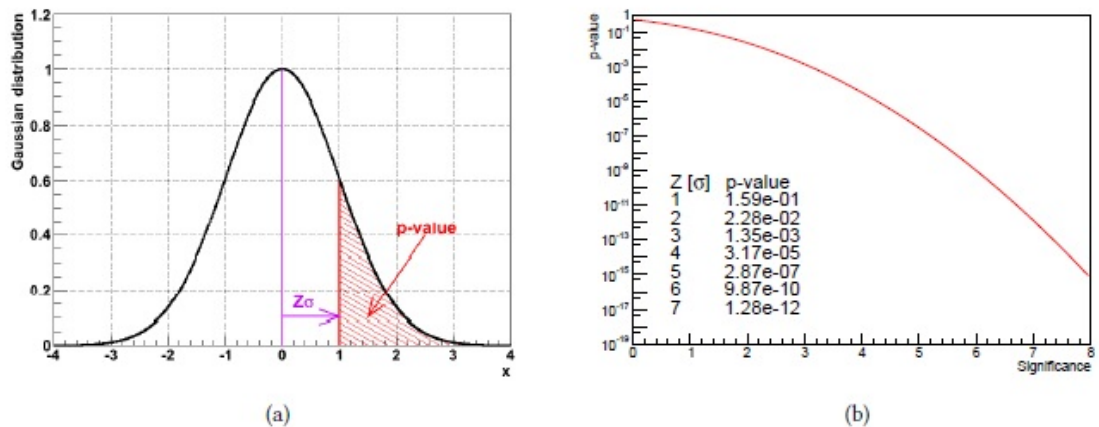 Gaussian distribution
1.2
1
0.8
0.6
0.4
0.2
0
-4 -3 -2 -1 0 1 2 3 4
x
Zσ
p-value
(a)
p-value
1
10⁻¹
10⁻³
10⁻⁵
10⁻⁷
10⁻⁹
10⁻¹¹
10⁻¹³
10⁻¹⁵
10⁻¹⁷
10⁻¹⁹
Z [σ] p-value
1 1.59e-01
2 2.28e-02
3 1.35e-03
4 3.17e-05
5 2.87e-07
6 9.87e-10
7 1.28e-12
0 1 2 3 4 5 6 7 8
Significance
(b)